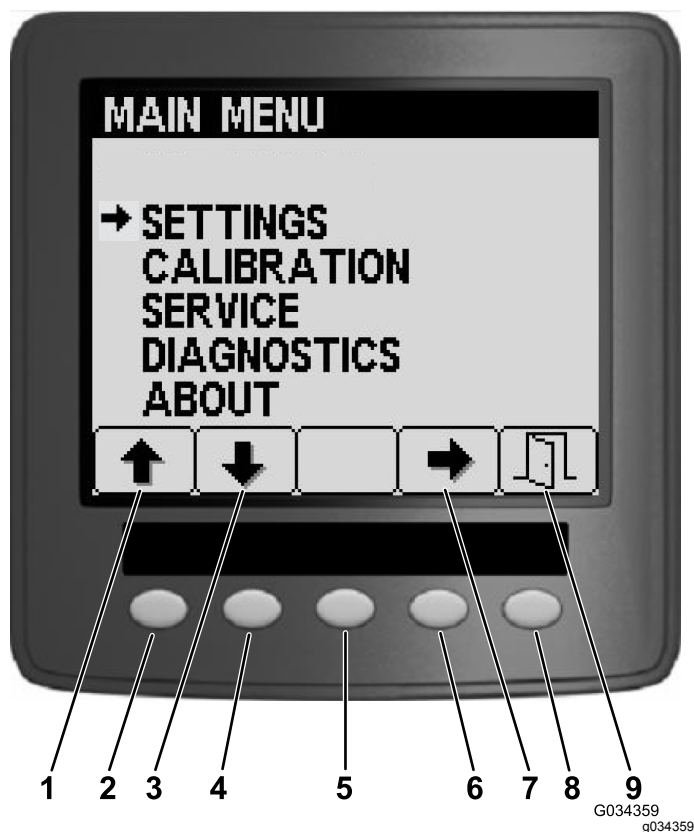 MAIN MENU
SETTINGS
CALIBRATION
SERVICE
DIAGNOSTICS
ABOUT
1 2 3 4 5 6 7 8 9
G034359
g034359